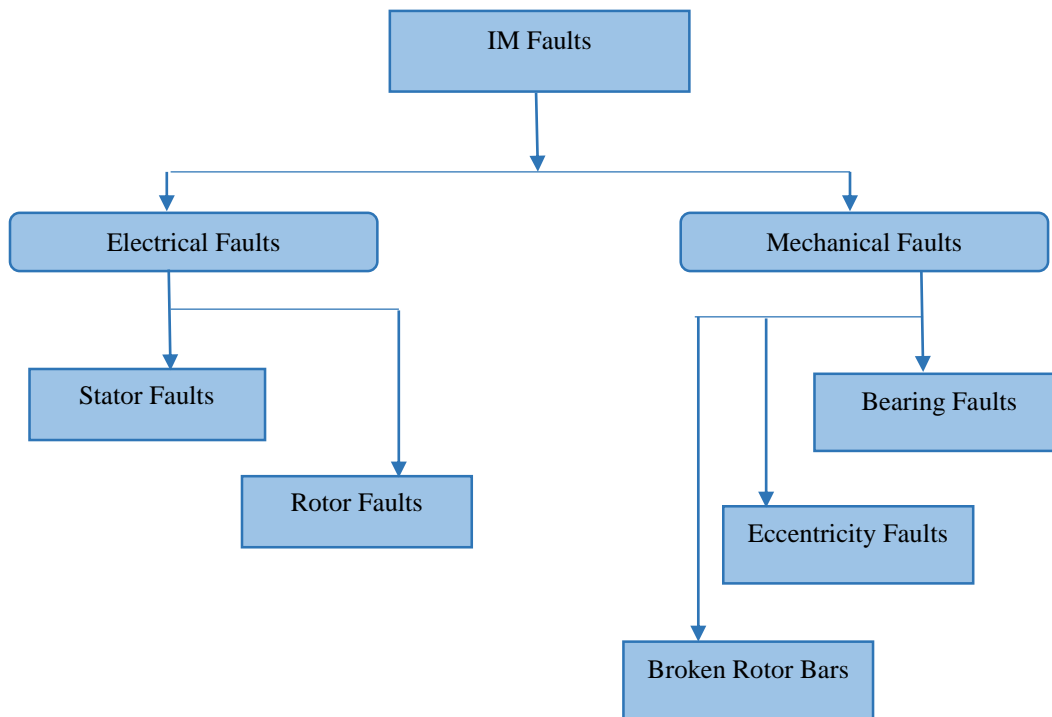 IM Faults
Electrical Faults
Mechanical Faults
Stator Faults
Bearing Faults
Rotor Faults
Eccentricity Faults
Broken Rotor Bars